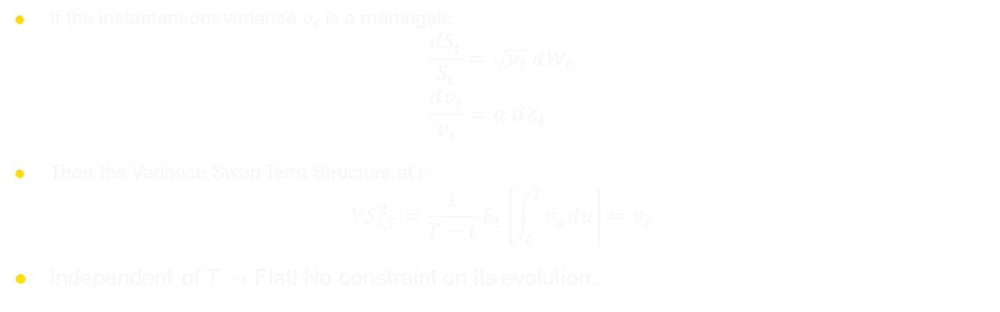 ● If the instantaneous variance v_t is a martingale.
dS_t / S_t = √v_t dW_t
dv_t / v_t = α dZ_t
● Then the Variance Swap Term Structure at t:
VS²_{t,T} = 1/(T − t) E_t [∫_t^T v_u du] = v_t
● Independent of T → Flat! No constraint on its evolution.